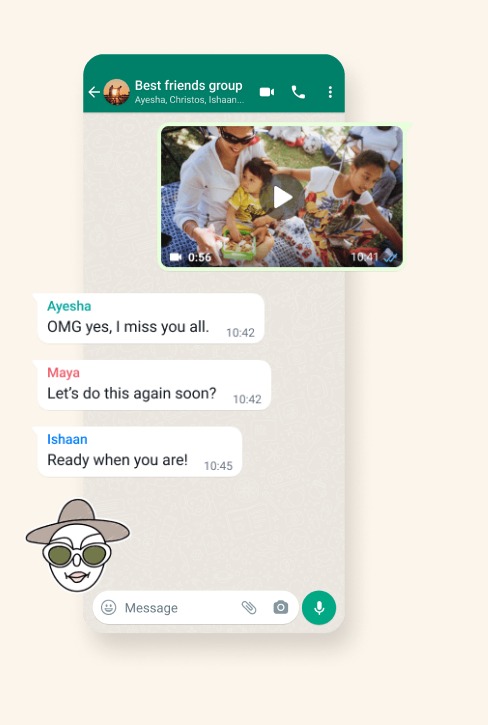 Best friends group
Ayesha, Christos, Ishaan...
0:56 10:41
Ayesha
OMG yes, I miss you all. 10:42
Maya
Let's do this again soon? 10:42
Ishaan
Ready when you are! 10:45
Message